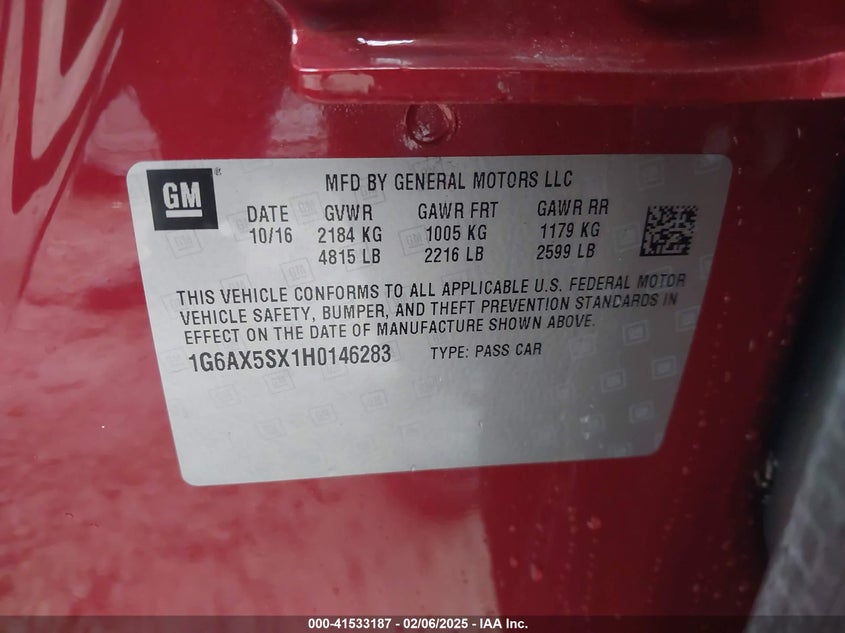 GM
MFD BY GENERAL MOTORS LLC
DATE GVWR GAWR FRT GAWR RR
10/16 2184 KG 1005 KG 1179 KG
4815 LB 2216 LB 2599 LB
THIS VEHICLE CONFORMS TO ALL APPLICABLE U.S. FEDERAL MOTOR
VEHICLE SAFETY, BUMPER, AND THEFT PREVENTION STANDARDS IN
EFFECT ON THE DATE OF MANUFACTURE SHOWN ABOVE.
1G6AX5SX1H0146283 TYPE: PASS CAR
000-41533187 - 02/06/2025 - IAA Inc.